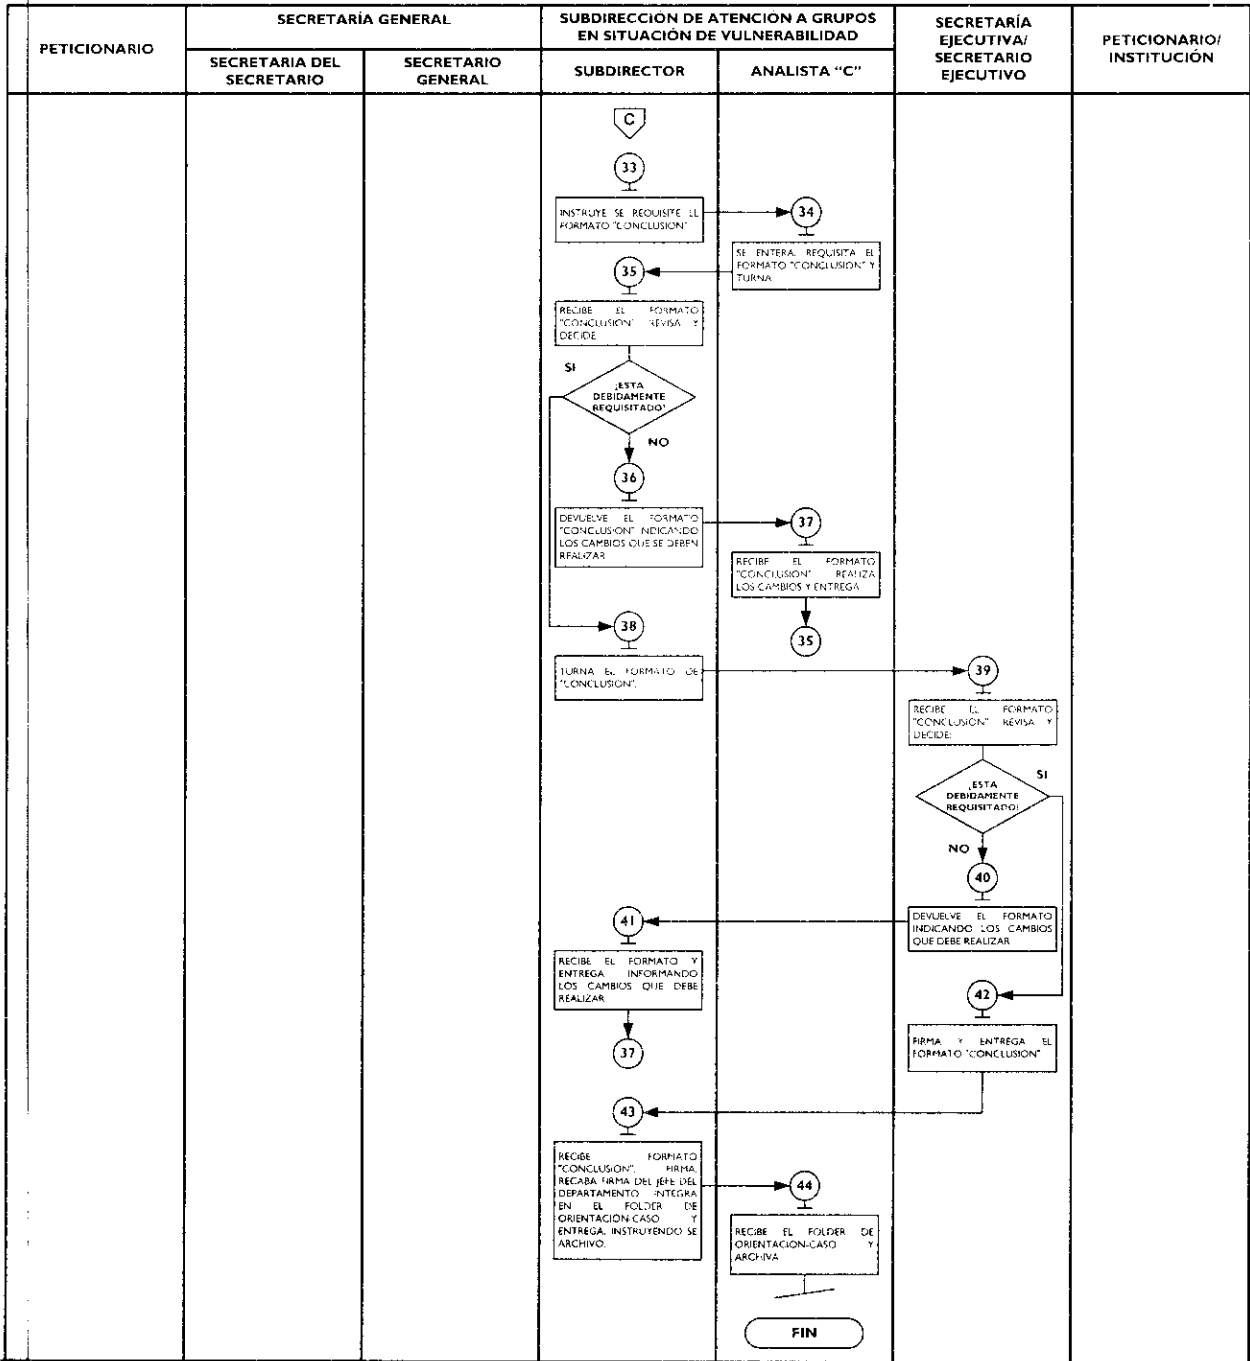 PETICIONARIO
SECRETARÍA GENERAL
SECRETARIA DEL
SECRETARIO
SECRETARIO
GENERAL
SUBDIRECCIÓN DE ATENCIÓN A GRUPOS
EN SITUACIÓN DE VULNERABILIDAD
SUBDIRECTOR
ANALISTA “C”
SECRETARÍA
EJECUTIVA/
SECRETARIO
EJECUTIVO
PETICIONARIO/
INSTITUCIÓN
C
33
INSTRUYE SE REQUISITE EL
FORMATO "CONCLUSION"
34
SE ENTERA, REQUISITA EL
FORMATO "CONCLUSION" Y
TURNA
35
RECIBE EL FORMATO
"CONCLUSION" REVISA Y
DECIDE
SI
¿ESTA
DEBIDAMENTE
REQUISITADO?
NO
36
DEVUELVE EL FORMATO
"CONCLUSION" INDICANDO
LOS CAMBIOS QUE SE DEBEN
REALIZAR
37
RECIBE EL FORMATO
"CONCLUSION" REALIZA
LOS CAMBIOS Y ENTREGA
35
38
TURNA EL FORMATO DE
"CONCLUSION".
39
RECIBE EL FORMATO
"CONCLUSION" REVISA Y
DECIDE:
¿ESTA
DEBIDAMENTE
REQUISITADO?
SI
NO
40
DEVUELVE EL FORMATO
INDICANDO LOS CAMBIOS
QUE DEBE REALIZAR
41
RECIBE EL FORMATO Y
ENTREGA INFORMANDO
LOS CAMBIOS QUE DEBE
REALIZAR
37
42
FIRMA Y ENTREGA EL
FORMATO "CONCLUSION"
43
RECIBE FORMATO
"CONCLUSION", FIRMA,
RECABA FIRMA DEL JEFE DEL
DEPARTAMENTO INTEGRA
EN EL FOLDER DE
ORIENTACIÓN-CASO Y
ENTREGA, INSTRUYENDO SE
ARCHIVO.
44
RECIBE EL FOLDER DE
ORIENTACION-CASO Y
ARCHIVA
FIN